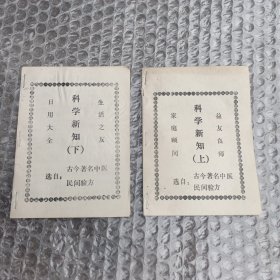 生活之友
科学新知
(下)
日用大全
选自：古今著名中医
民间验方
益友良师
科学新知
(上)
家庭顾问
选自：古今著名中医
民间验方